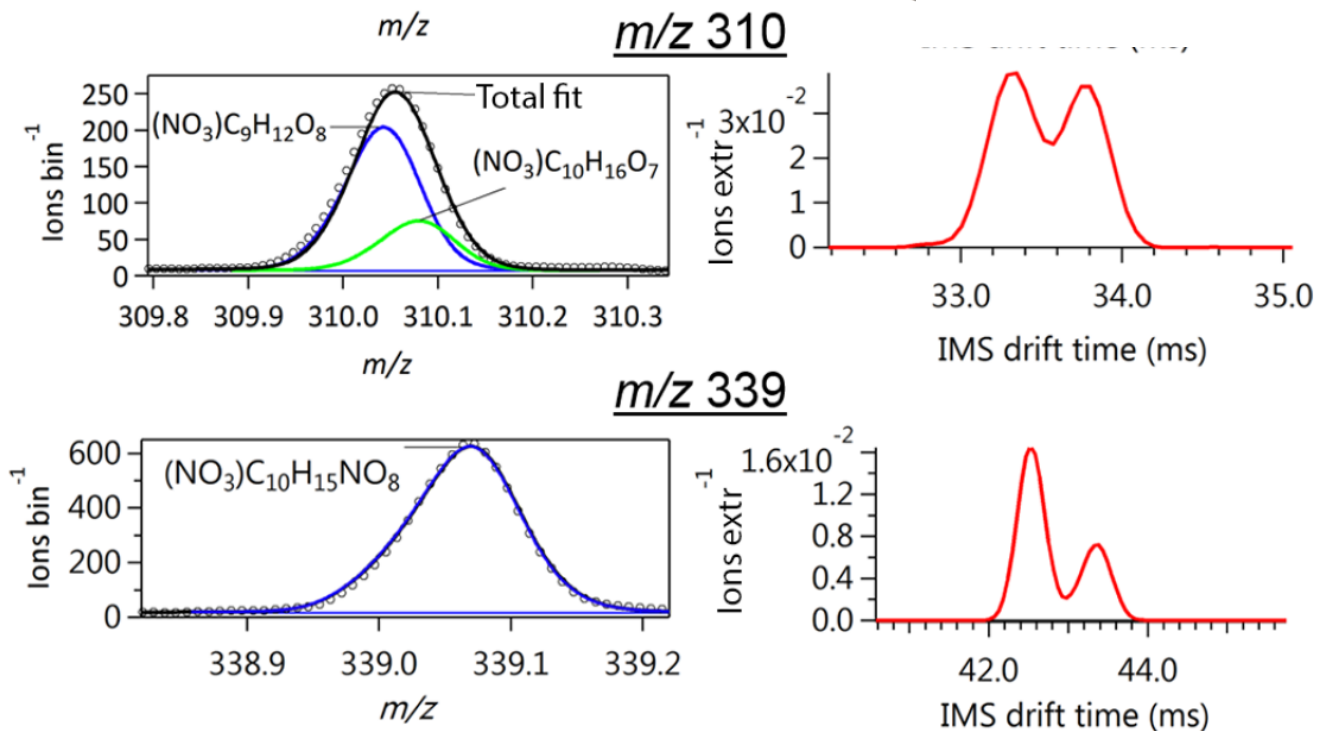 m/z
m/z 310
Ions bin-1
250
200
150
100
50
0
(NO3)C9H12O8
Total fit
(NO3)C10H16O7
309.8 309.9 310.0 310.1 310.2 310.3
m/z
Ions extr-1
3x10-2
2
1
0
33.0 34.0 35.0
IMS drift time (ms)
m/z 339
Ions bin-1
600
400
200
0
(NO3)C10H15NO8
338.9 339.0 339.1 339.2
m/z
Ions extr-1
1.6x10-2
1.2
0.8
0.4
0.0
42.0 44.0
IMS drift time (ms)